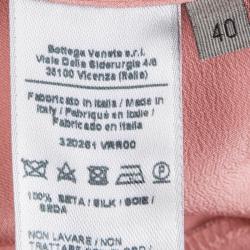 40
Bottega Veneta s.r.l.
Viale Della Siderurgia 4/6
36100 Vicenza (Italia)
Fabbricato in Italia / Made
in Italy / Fabriqué en Italie /
Fabricado en Italia
320261 VRR00
100% SETA / SILK / SOIE /
SEDA
NON LAVARE / NON